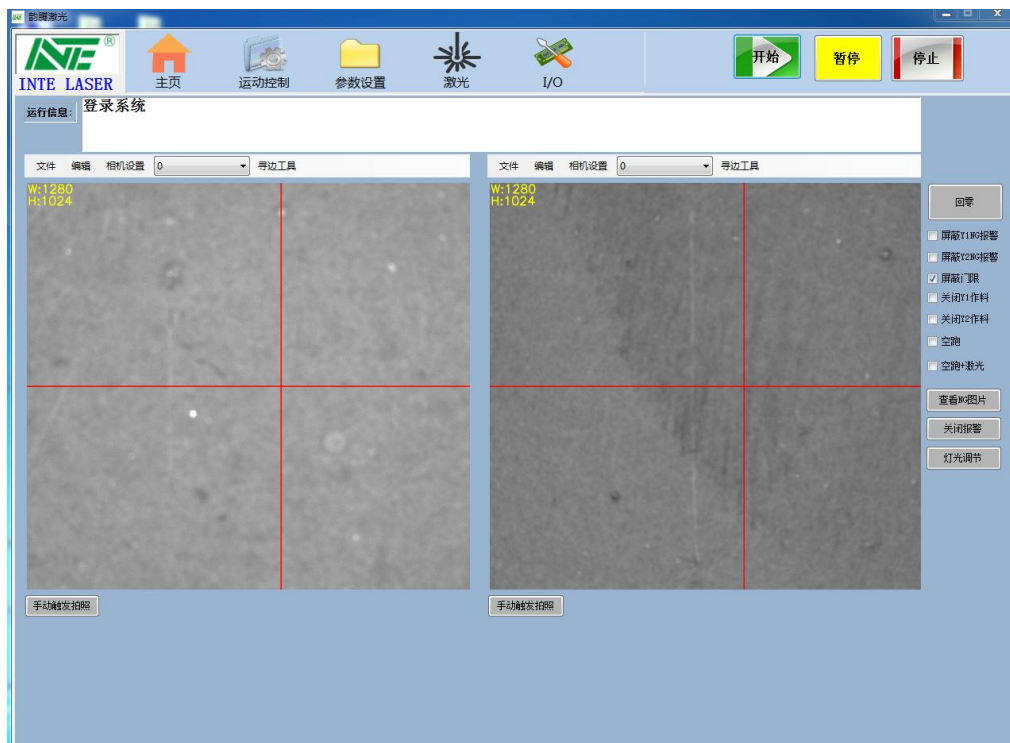 韵腾激光
INTE ®
INTE LASER
主页
运动控制
参数设置
激光
I/O
开始
暂停
停止
运行信息:
登录系统
文件 编辑 相机设置 0 寻边工具
文件 编辑 相机设置 0 寻边工具
W:1280
H:1024
W:1280
H:1024
回零
屏蔽Y1NG报警
屏蔽Y2NG报警
屏蔽门限
关闭Y1作料
关闭Y2作料
空跑
空跑+激光
查看NG图片
关闭报警
灯光调节
手动触发拍照
手动触发拍照